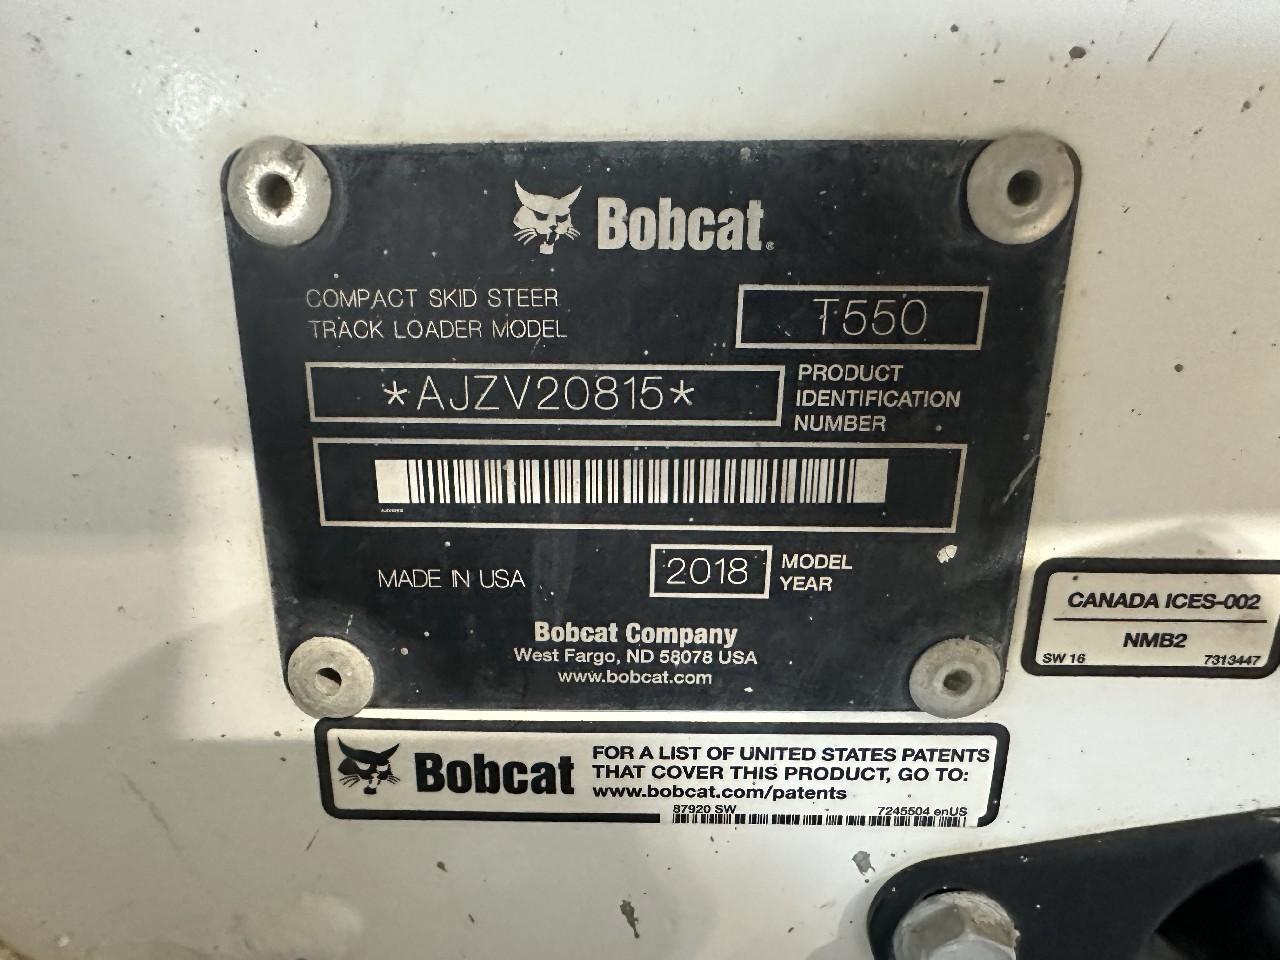 Bobcat®
COMPACT SKID STEER
TRACK LOADER MODEL
T550
*AJZV20815*
PRODUCT
IDENTIFICATION
NUMBER
MADE IN USA
2018
MODEL
YEAR
Bobcat Company
West Fargo, ND 58078 USA
www.bobcat.com
CANADA ICES-002
NMB2
SW 16
7313447
Bobcat
FOR A LIST OF UNITED STATES PATENTS
THAT COVER THIS PRODUCT, GO TO:
www.bobcat.com/patents
87920 SW
7245504 enUS